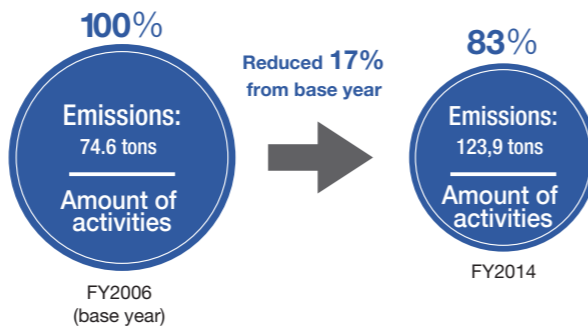 100%
Emissions:
74.6 tons
Amount of
activities
FY2006
(base year)
Reduced 17%
from base year
83%
Emissions:
123,9 tons
Amount of
activities
FY2014